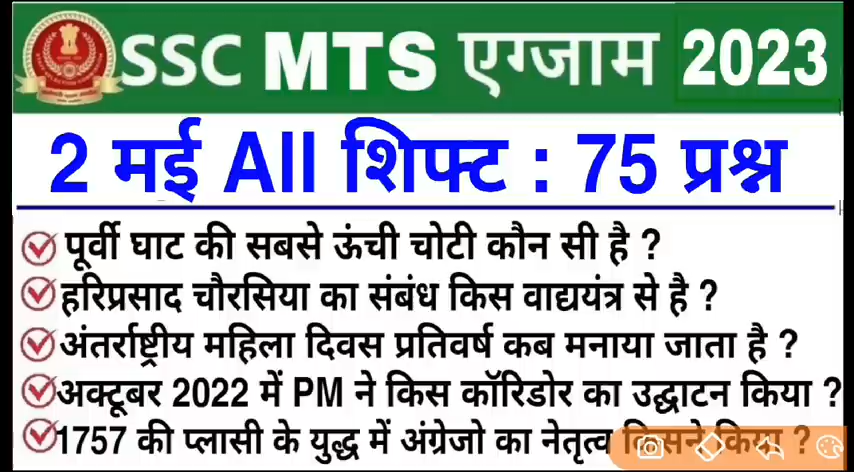 SSC MTS एग्जाम 2023
2 मई All शिफ्ट : 75 प्रश्न
पूर्वी घाट की सबसे ऊंची चोटी कौन सी है ?
हरिप्रसाद चौरसिया का संबंध किस वाद्ययंत्र से है ?
अंतर्राष्ट्रीय महिला दिवस प्रतिवर्ष कब मनाया जाता है ?
अक्टूबर 2022 में PM ने किस कॉरिडोर का उद्घाटन किया ?
1757 की प्लासी के युद्ध में अंग्रेजो का नेतृत्व किसने किया ?